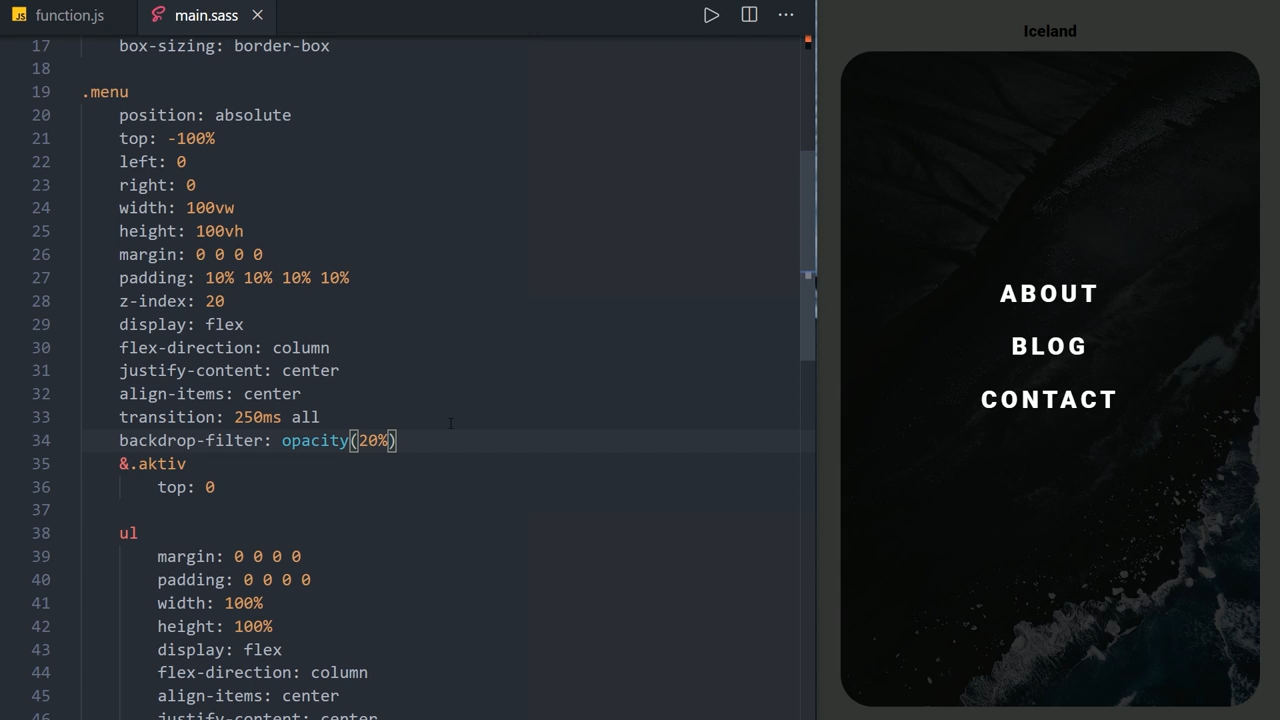 JS function.js main.sass
17 box-sizing: border-box
18
19 .menu
20 position: absolute
21 top: -100%
22 left: 0
23 right: 0
24 width: 100vw
25 height: 100vh
26 margin: 0 0 0 0
27 padding: 10% 10% 10% 10%
28 z-index: 20
29 display: flex
30 flex-direction: column
31 justify-content: center
32 align-items: center
33 transition: 250ms all
34 backdrop-filter: opacity(20%)
35 &.aktiv
36 top: 0
37
38 ul
39 margin: 0 0 0 0
40 padding: 0 0 0 0
41 width: 100%
42 height: 100%
43 display: flex
44 flex-direction: column
45 align-items: center
46 justify-content: center
Iceland
ABOUT
BLOG
CONTACT